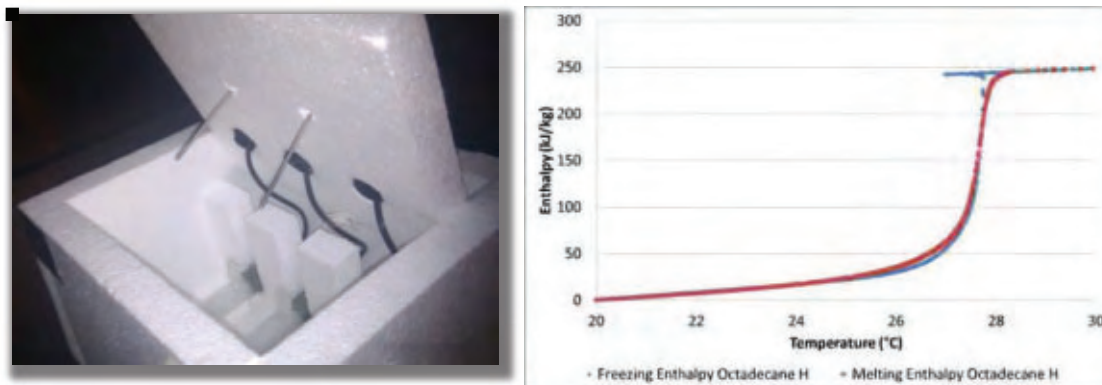 300
250
200
150
100
50
0
Enthalpy (kJ/kg)
20 22 24 26 28 30
Temperature (°C)
Freezing Enthalpy Octadecane H Melting Enthalpy Octadecane H